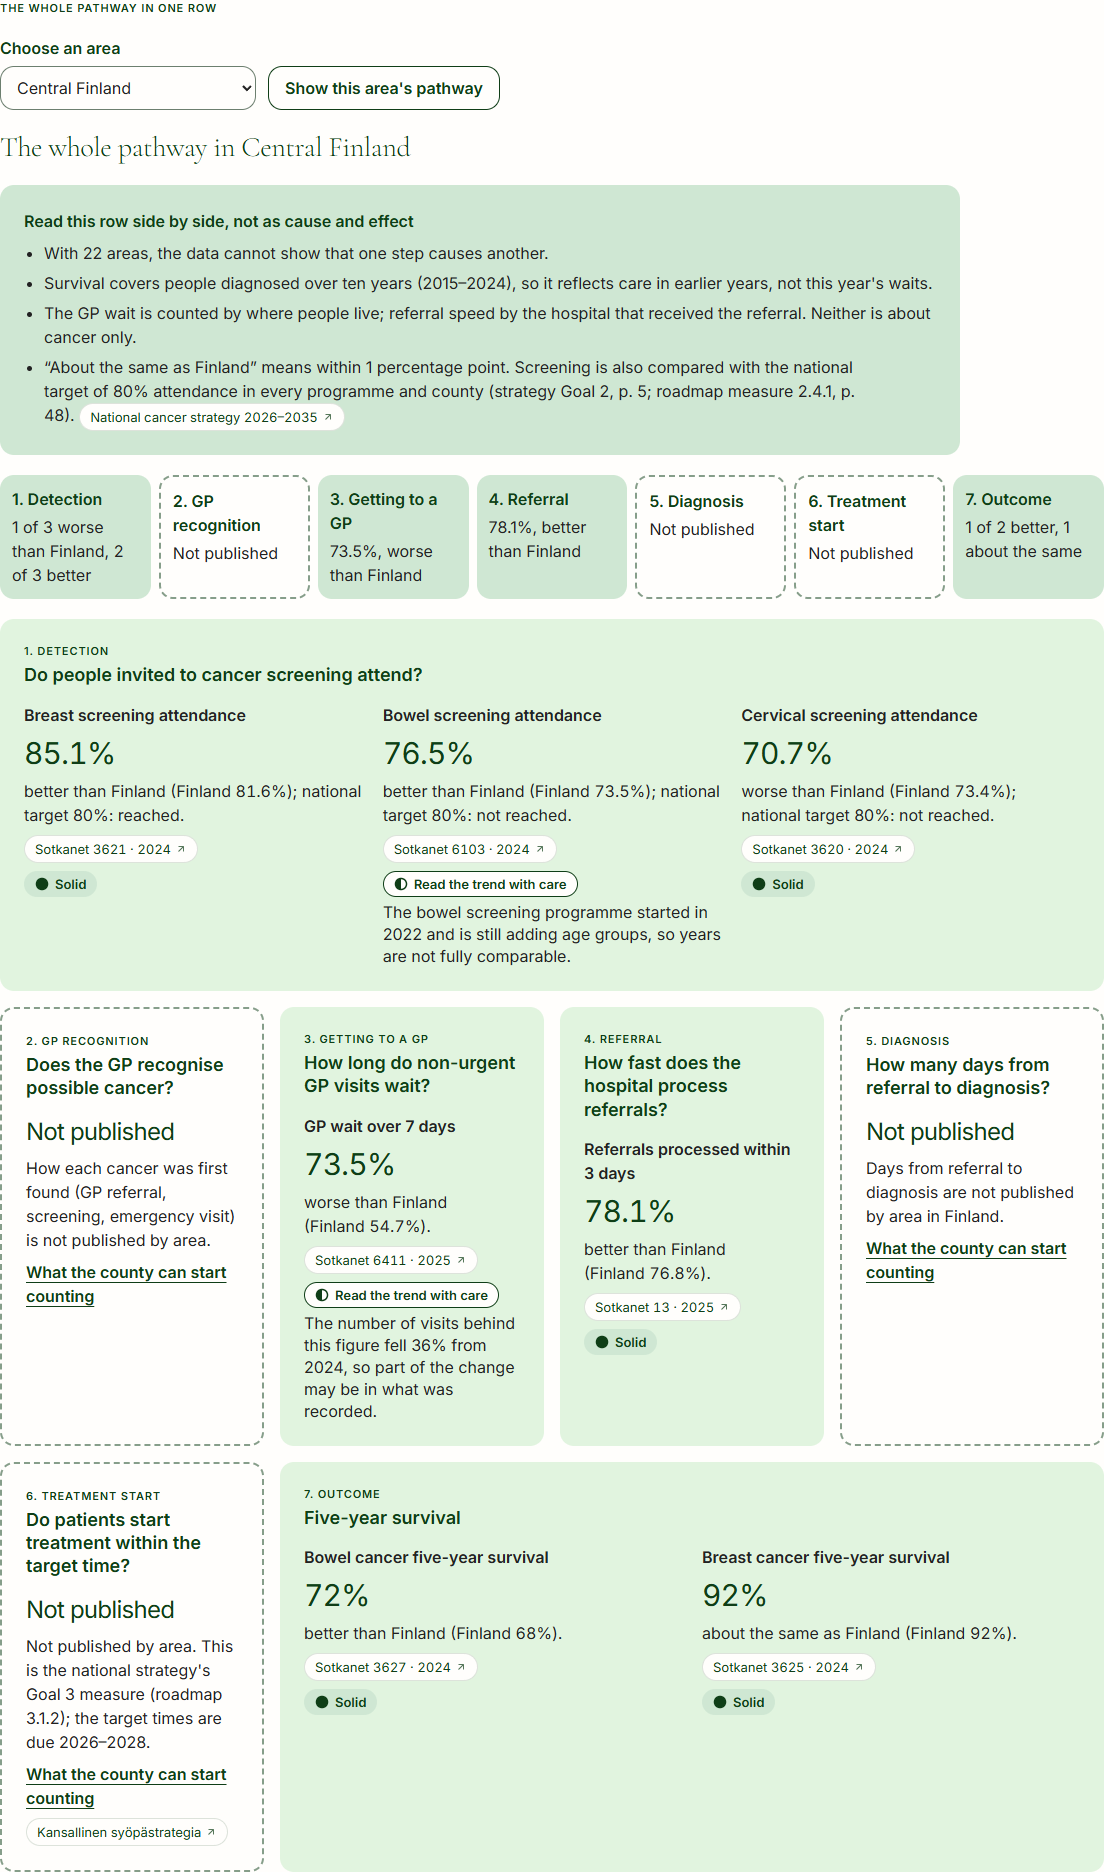 THE WHOLE PATHWAY IN ONE ROW
Choose an area
Central Finland
Show this area's pathway
The whole pathway in Central Finland
Read this row side by side, not as cause and effect
• With 22 areas, the data cannot show that one step causes another.
• Survival covers people diagnosed over ten years (2015–2024), so it reflects care in earlier years, not this year's waits.
• The GP wait is counted by where people live; referral speed by the hospital that received the referral. Neither is about
cancer only.
• “About the same as Finland” means within 1 percentage point. Screening is also compared with the national
target of 80% attendance in every programme and county (strategy Goal 2, p. 5; roadmap measure 2.4.1, p.
48). National cancer strategy 2026–2035 ↗
1. Detection
1 of 3 worse
than Finland, 2
of 3 better
2. GP
recognition
Not published
3. Getting to a
GP
73.5%, worse
than Finland
4. Referral
78.1%, better
than Finland
5. Diagnosis
Not published
6. Treatment
start
Not published
7. Outcome
1 of 2 better, 1
about the same
1. DETECTION
Do people invited to cancer screening attend?
Breast screening attendance
85.1%
better than Finland (Finland 81.6%); national
target 80%: reached.
Sotkanet 3621 · 2024 ↗
Solid
Bowel screening attendance
76.5%
better than Finland (Finland 73.5%); national
target 80%: not reached.
Sotkanet 6103 · 2024 ↗
Read the trend with care
The bowel screening programme started in
2022 and is still adding age groups, so years
are not fully comparable.
Cervical screening attendance
70.7%
worse than Finland (Finland 73.4%);
national target 80%: not reached.
Sotkanet 3620 · 2024 ↗
Solid
2. GP RECOGNITION
Does the GP recognise
possible cancer?
Not published
How each cancer was first
found (GP referral,
screening, emergency visit)
is not published by area.
What the county can start
counting
3. GETTING TO A GP
How long do non-urgent
GP visits wait?
GP wait over 7 days
73.5%
worse than Finland
(Finland 54.7%).
Sotkanet 6411 · 2025 ↗
Read the trend with care
The number of visits behind
this figure fell 36% from
2024, so part of the change
may be in what was
recorded.
4. REFERRAL
How fast does the
hospital process
referrals?
Referrals processed within
3 days
78.1%
better than Finland
(Finland 76.8%).
Sotkanet 13 · 2025 ↗
Solid
5. DIAGNOSIS
How many days from
referral to diagnosis?
Not published
Days from referral to
diagnosis are not published
by area in Finland.
What the county can start
counting
6. TREATMENT START
Do patients start
treatment within the
target time?
Not published
Not published by area. This
is the national strategy's
Goal 3 measure (roadmap
3.1.2); the target times are
due 2026–2028.
What the county can start
counting
Kansallinen syöpästrategia ↗
7. OUTCOME
Five-year survival
Bowel cancer five-year survival
72%
better than Finland (Finland 68%).
Sotkanet 3627 · 2024 ↗
Solid
Breast cancer five-year survival
92%
about the same as Finland (Finland 92%).
Sotkanet 3625 · 2024 ↗
Solid